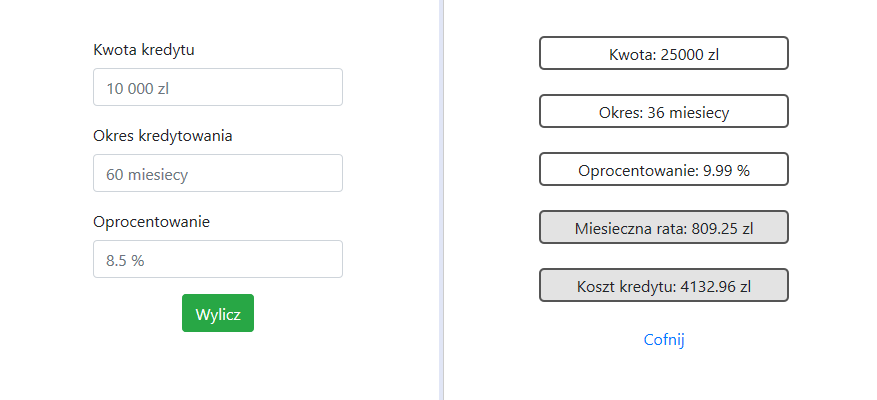 Kwota kredytu
10 000 zl
Okres kredytowania
60 miesiecy
Oprocentowanie
8.5 %
Wylicz
Kwota: 25000 zl
Okres: 36 miesiecy
Oprocentowanie: 9.99 %
Miesieczna rata: 809.25 zl
Koszt kredytu: 4132.96 zl
Cofnij